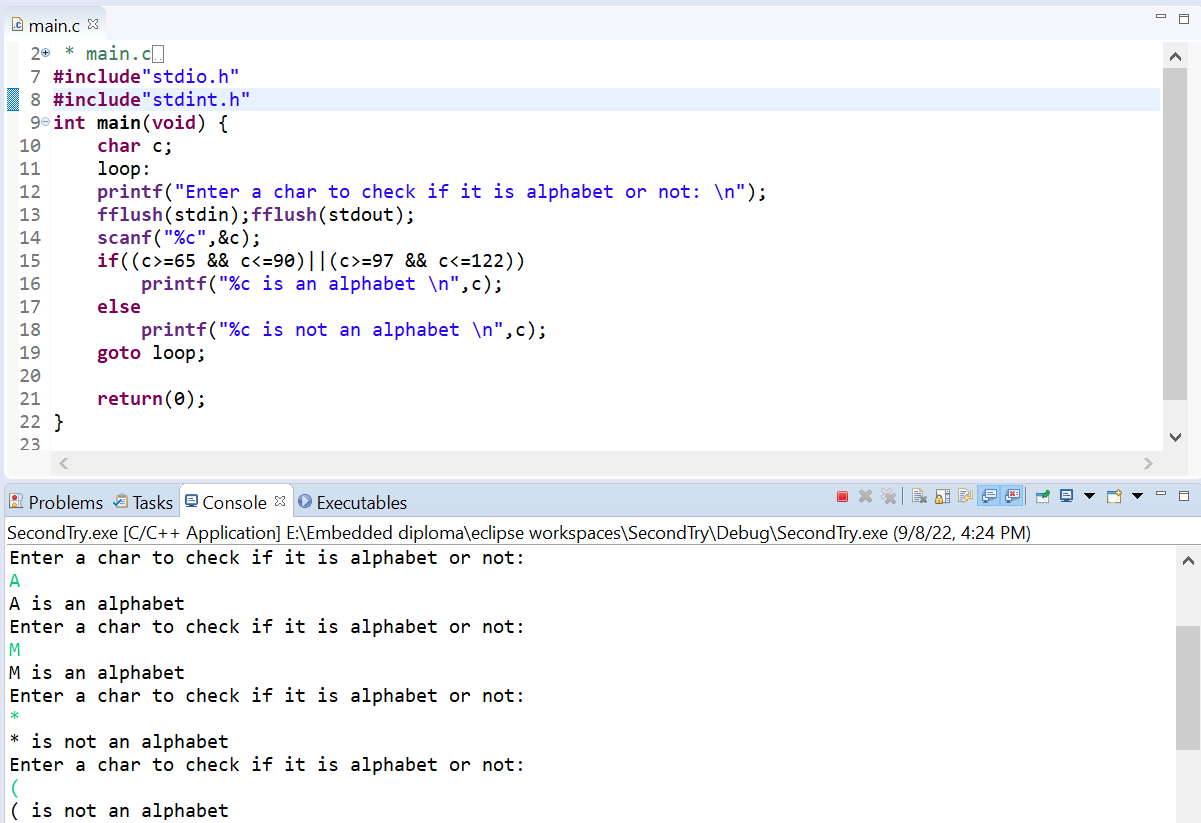 main.c
2 * main.c
7 #include"stdio.h"
8 #include"stdint.h"
9 int main(void) {
10     char c;
11     loop:
12     printf("Enter a char to check if it is alphabet or not: \n");
13     fflush(stdin);fflush(stdout);
14     scanf("%c",&c);
15     if((c>=65 && c<=90)||(c>=97 && c<=122))
16         printf("%c is an alphabet \n",c);
17     else
18         printf("%c is not an alphabet \n",c);
19     goto loop;
20
21     return(0);
22 }
23
Problems Tasks Console Executables
SecondTry.exe [C/C++ Application] E:\Embedded diploma\eclipse workspaces\SecondTry\Debug\SecondTry.exe (9/8/22, 4:24 PM)
Enter a char to check if it is alphabet or not:
A
A is an alphabet
Enter a char to check if it is alphabet or not:
M
M is an alphabet
Enter a char to check if it is alphabet or not:
*
* is not an alphabet
Enter a char to check if it is alphabet or not:
(
( is not an alphabet